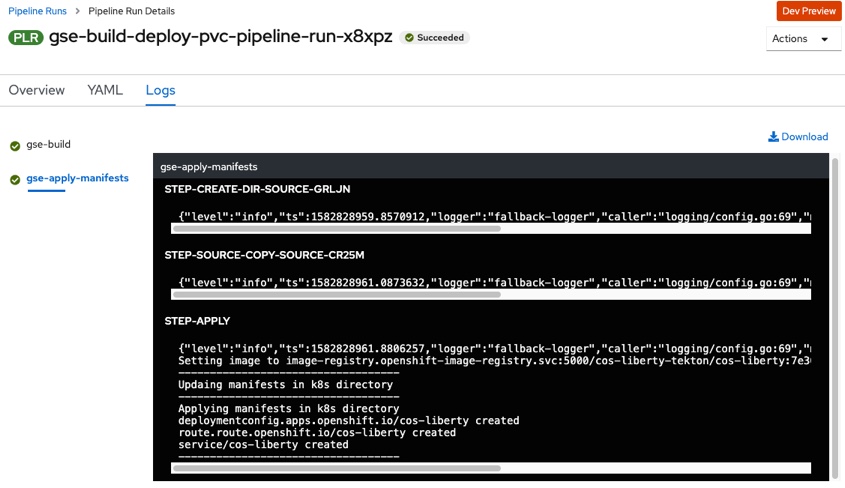 Pipeline Runs > Pipeline Run Details
Dev Preview
PLR gse-build-deploy-pvc-pipeline-run-x8xpz Succeeded
Actions
Overview YAML Logs
gse-build
Download
gse-apply-manifests
gse-apply-manifests
STEP-CREATE-DIR-SOURCE-GRLJN
{"level":"info","ts":1582828959.8570912,"logger":"fallback-logger","caller":"logging/config.go:69","
STEP-SOURCE-COPY-SOURCE-CR25M
{"level":"info","ts":1582828961.0873632,"logger":"fallback-logger","caller":"logging/config.go:69","
STEP-APPLY
{"level":"info","ts":1582828961.8806257,"logger":"fallback-logger","caller":"logging/config.go:69","
Setting image to image-registry.openshift-image-registry.svc:5000/cos-liberty-tekton/cos-liberty:7e3
-----------------------------------
Updaing manifests in k8s directory
-----------------------------------
Applying manifests in k8s directory
deploymentconfig.apps.openshift.io/cos-liberty created
route.route.openshift.io/cos-liberty created
service/cos-liberty created
-----------------------------------